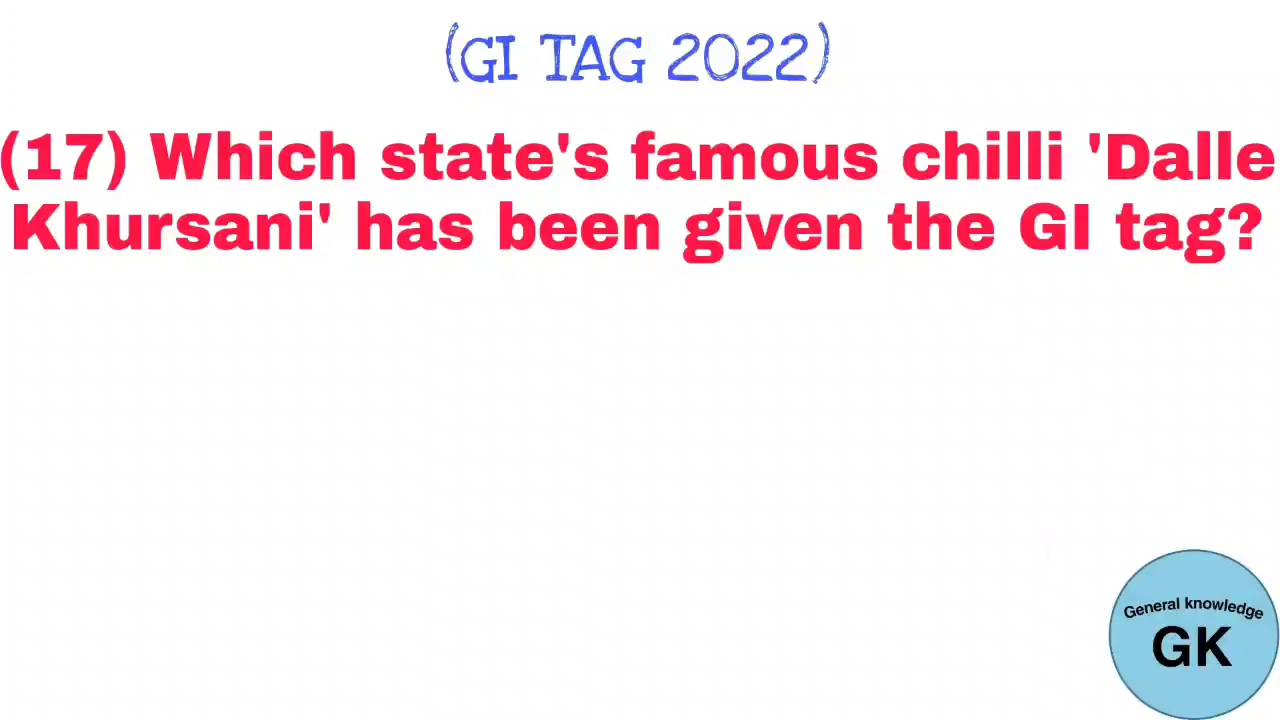 (GI TAG 2022)
(17) Which state's famous chilli 'Dalle
Khursani' has been given the GI tag?
General knowledge
GK